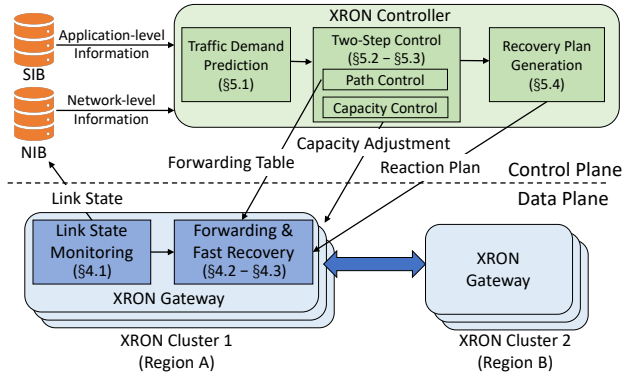 XRON Controller
Application-level
Information
SIB
Network-level
Information
NIB
Traffic Demand
Prediction
(§5.1)
Two-Step Control
(§5.2 – §5.3)
Path Control
Capacity Control
Recovery Plan
Generation
(§5.4)
Forwarding Table
Capacity Adjustment
Reaction Plan
Control Plane
Data Plane
Link State
Link State
Monitoring
(§4.1)
Forwarding &
Fast Recovery
(§4.2 – §4.3)
XRON Gateway
XRON
Gateway
XRON Cluster 1
(Region A)
XRON Cluster 2
(Region B)